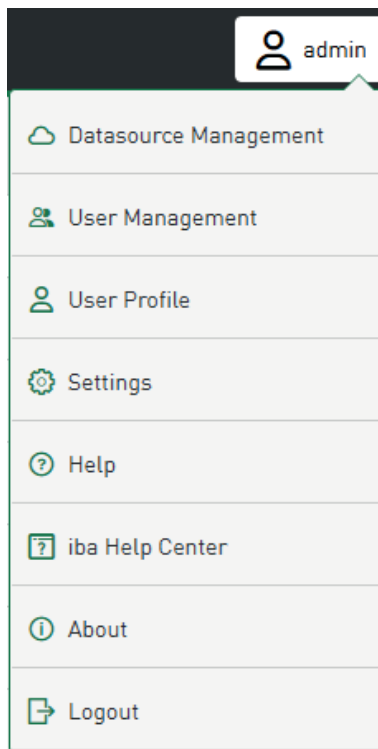 admin
Datasource Management
User Management
User Profile
Settings
Help
iba Help Center
About
Logout